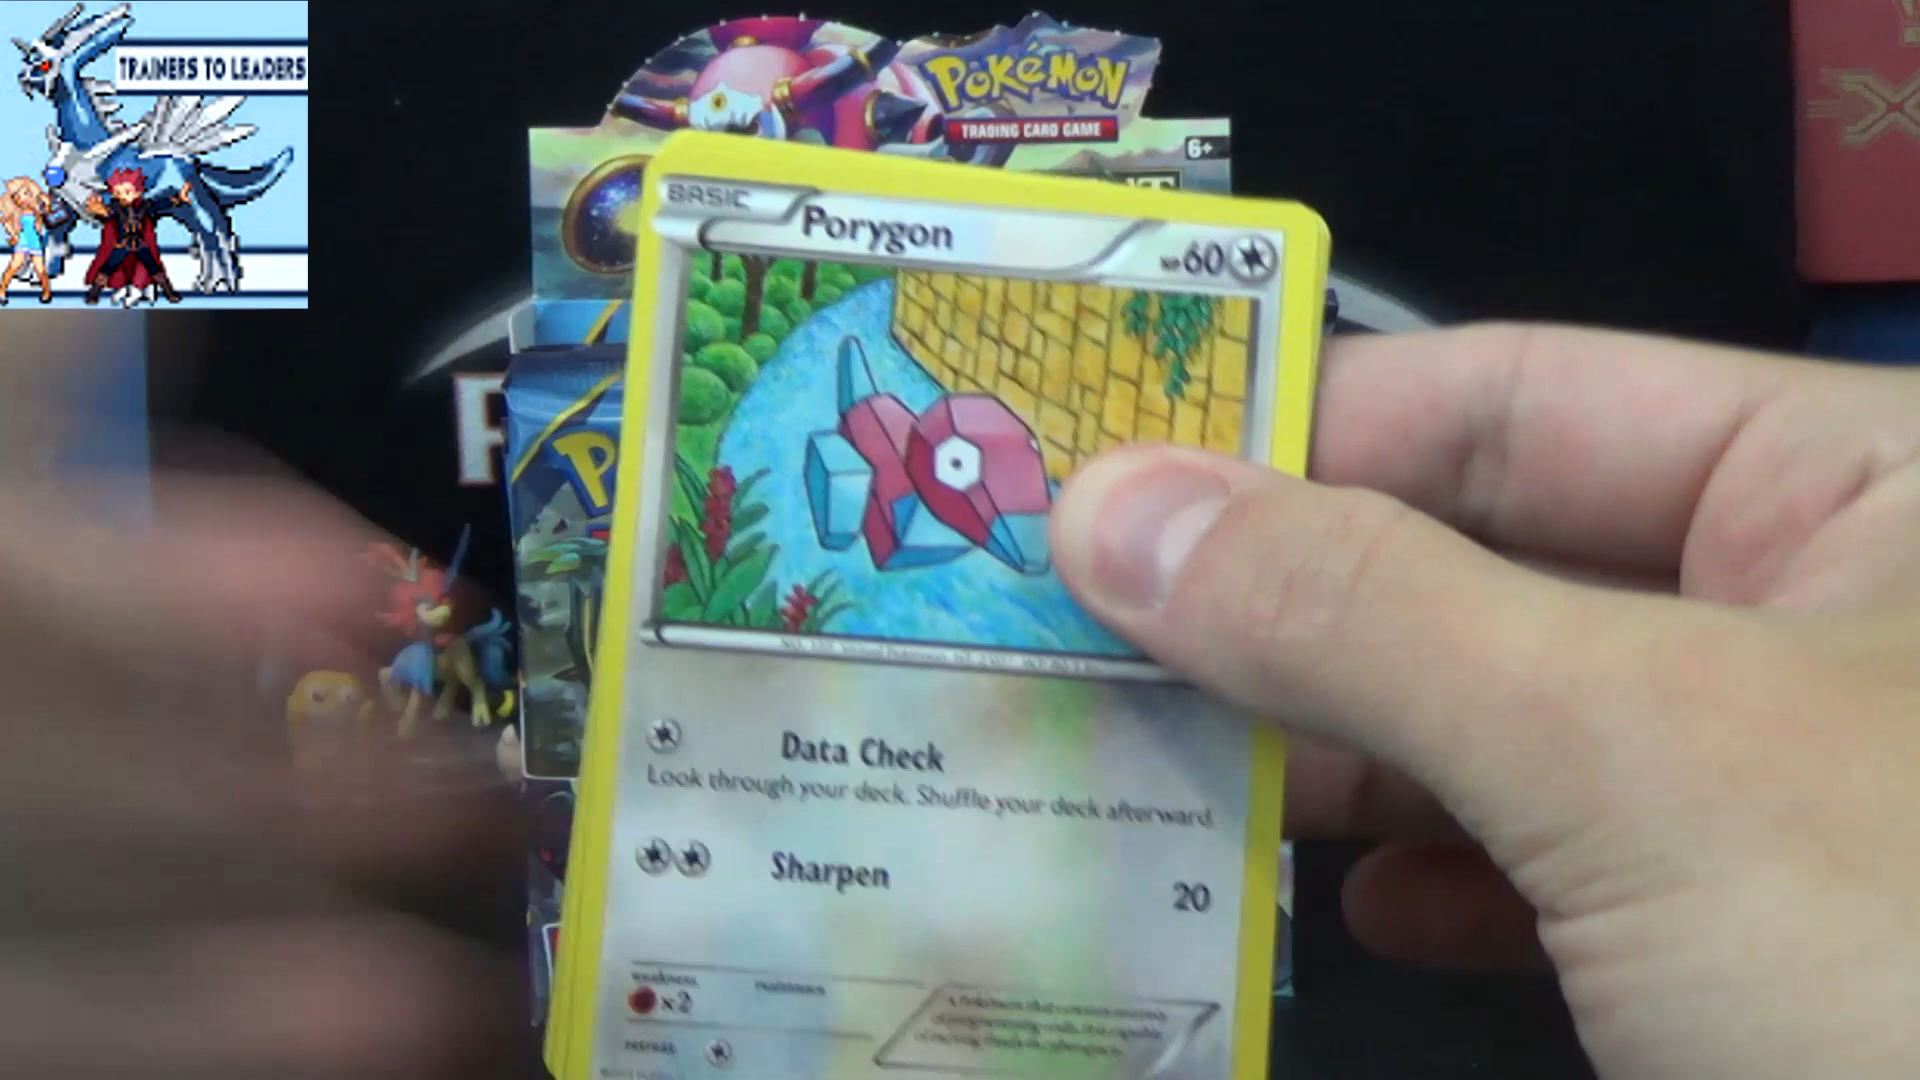 TRAINERS TO LEADERS
POKéMON
TRADING CARD GAME
6+
BASIC
Porygon
HP60
Data Check
Look through your deck. Shuffle your deck afterward.
Sharpen
20
weakness
x2
resistance
retreat